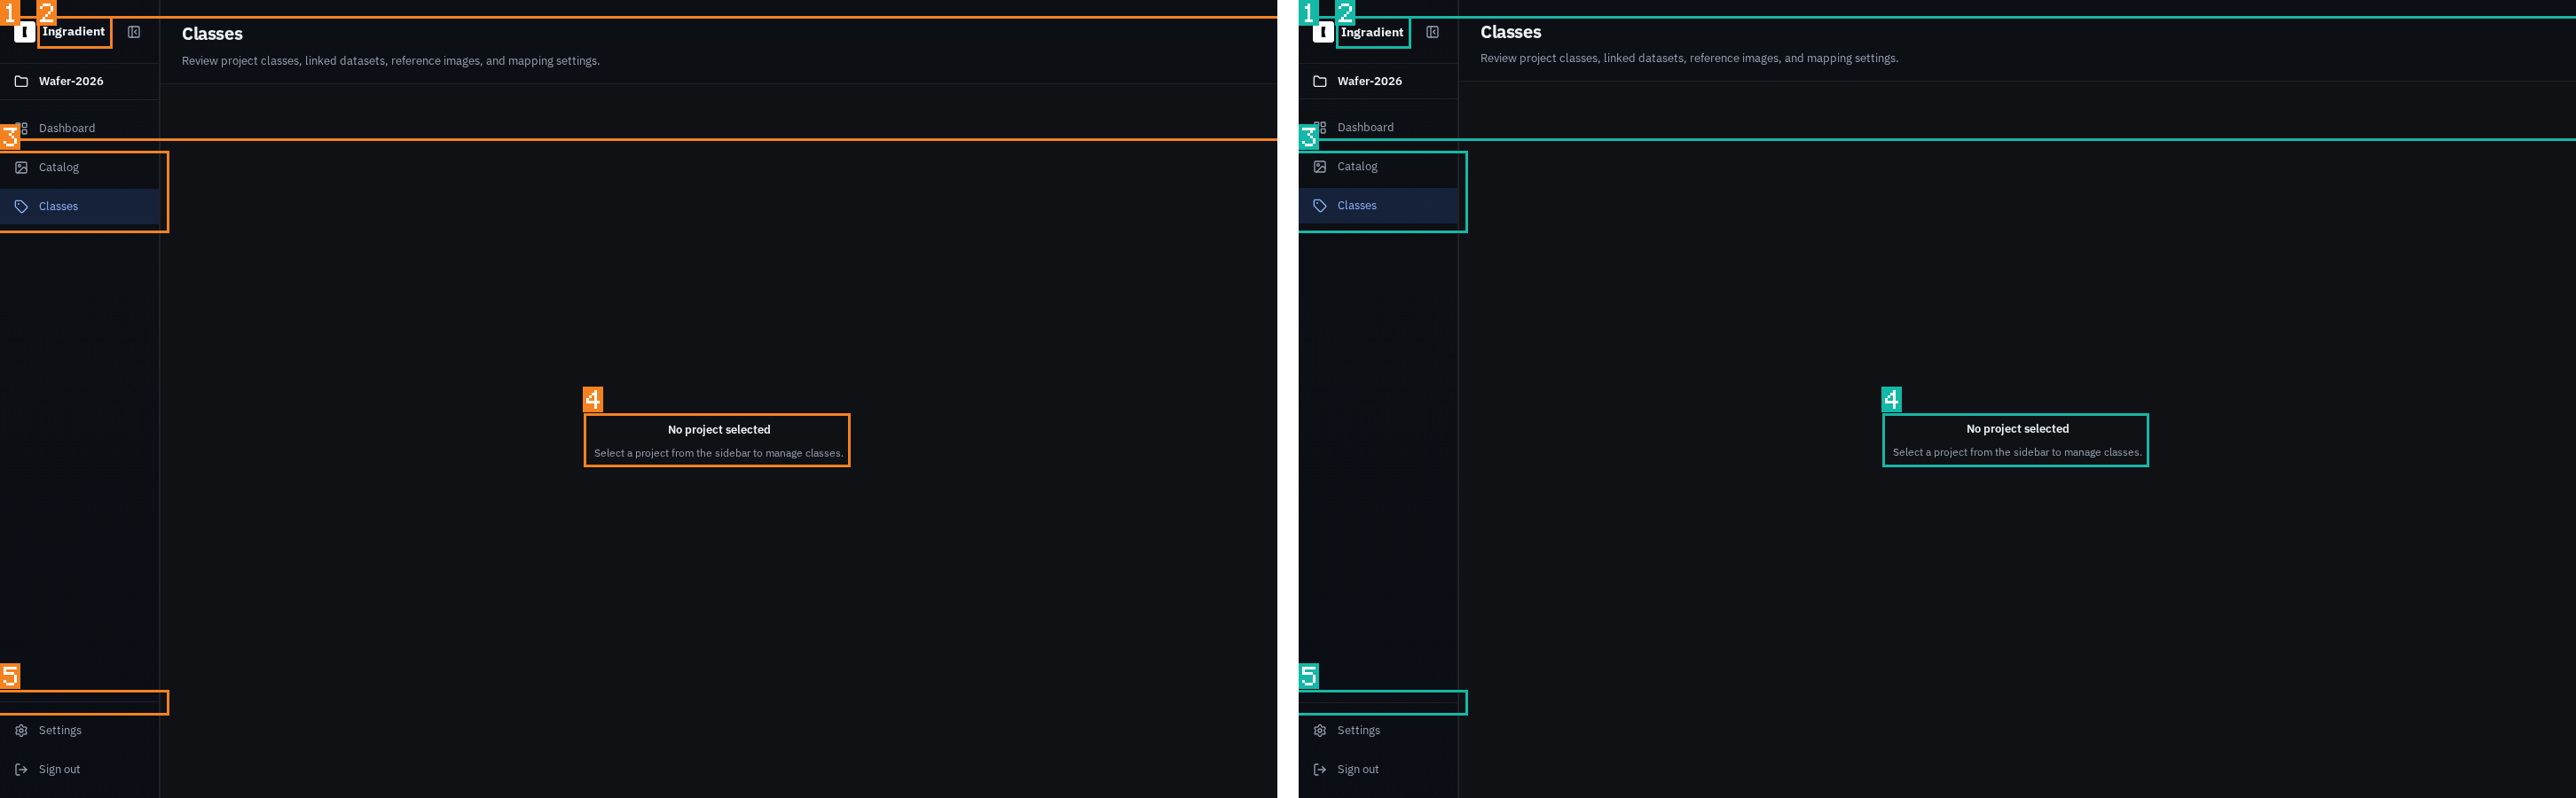 1 2
Ingradient
Classes
Review project classes, linked datasets, reference images, and mapping settings.
Wafer-2026
Dashboard
3
Catalog
Classes
4
No project selected
Select a project from the sidebar to manage classes.
5
Settings
Sign out
1 2
Ingradient
Classes
Review project classes, linked datasets, reference images, and mapping settings.
Wafer-2026
Dashboard
3
Catalog
Classes
4
No project selected
Select a project from the sidebar to manage classes.
5
Settings
Sign out